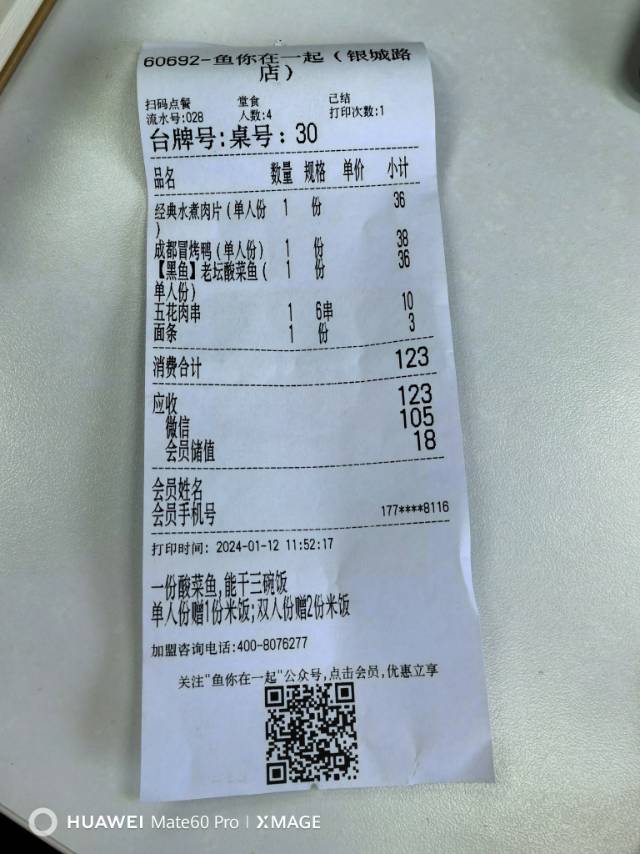 60692-鱼你在一起（银城路
店）
扫码点餐 堂食 己结
流水号:028 人数:4 打印次数:1
台牌号:桌号：30
品名 数量 规格 单价 小计
经典水煮肉片（单人份 1 份 36
）
成都冒烤鸭（单人份） 1 份 38
【黑鱼】老坛酸菜鱼（ 1 份 36
单人份）
五花肉串 1 6串 10
面条 1 份 3
消费合计 123
应收 123
微信 105
会员储值 18
会员姓名
会员手机号 177****8116
打印时间: 2024-01-12 11:52:17
一份酸菜鱼,能干三碗饭
单人份赠1份米饭;双人份赠2份米饭
加盟咨询电话:400-8076277
关注"鱼你在一起"公众号,点击会员,优惠立享
HUAWEI Mate60 Pro | XMAGE